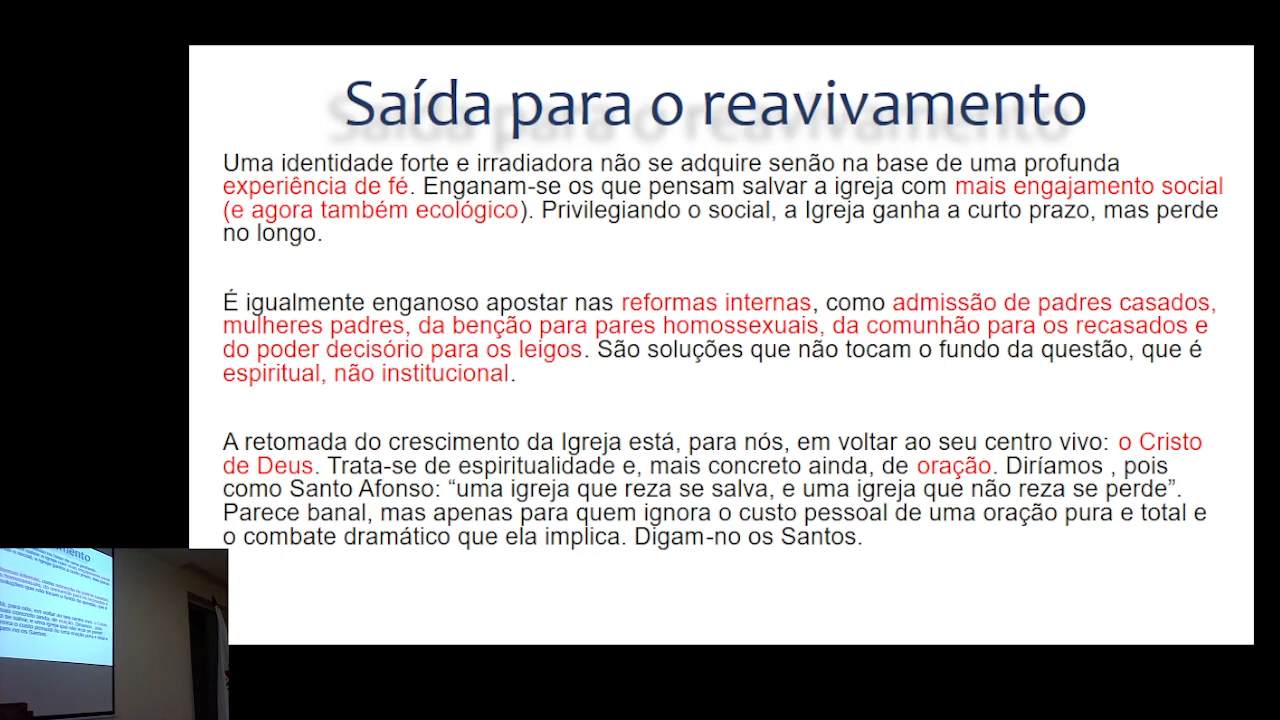 Saída para o reavivamento
Uma identidade forte e irradiadora não se adquire senão na base de uma profunda
experiência de fé. Enganam-se os que pensam salvar a igreja com mais engajamento social
(e agora também ecológico). Privilegiando o social, a Igreja ganha a curto prazo, mas perde
no longo.
É igualmente enganoso apostar nas reformas internas, como admissão de padres casados,
mulheres padres, da benção para pares homossexuais, da comunhão para os recasados e
do poder decisório para os leigos. São soluções que não tocam o fundo da questão, que é
espiritual, não institucional.
A retomada do crescimento da Igreja está, para nós, em voltar ao seu centro vivo: o Cristo
de Deus. Trata-se de espiritualidade e, mais concreto ainda, de oração. Diríamos , pois
como Santo Afonso: “uma igreja que reza se salva, e uma igreja que não reza se perde”.
Parece banal, mas apenas para quem ignora o custo pessoal de uma oração pura e total e
o combate dramático que ela implica. Digam-no os Santos.